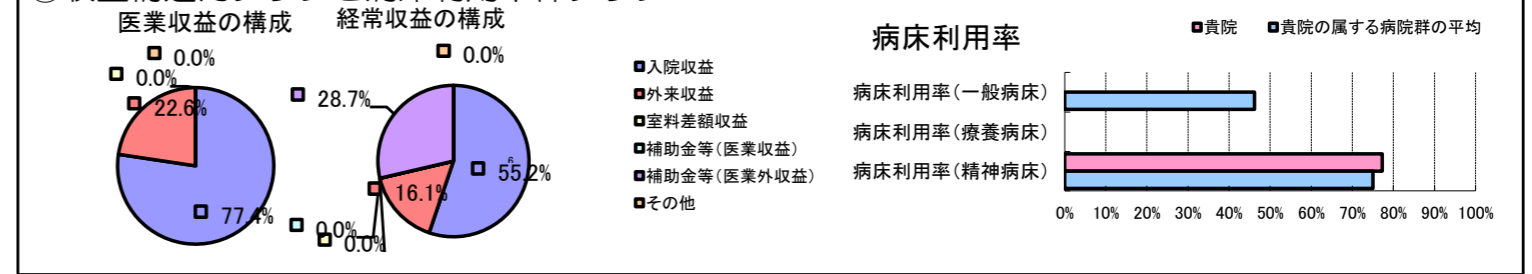 医業収益の構成
0.0%
0.0%
22.6%
77.4%
経常収益の構成
0.0%
28.7%
55.2%
16.1%
0.0%
0.0%
入院収益
外来収益
室料差額収益
補助金等(医業収益)
補助金等(医業外収益)
その他
病床利用率
貴院
貴院の属する病院群の平均
病床利用率(一般病床)
病床利用率(療養病床)
病床利用率(精神病床)
0% 10% 20% 30% 40% 50% 60% 70% 80% 90% 100%